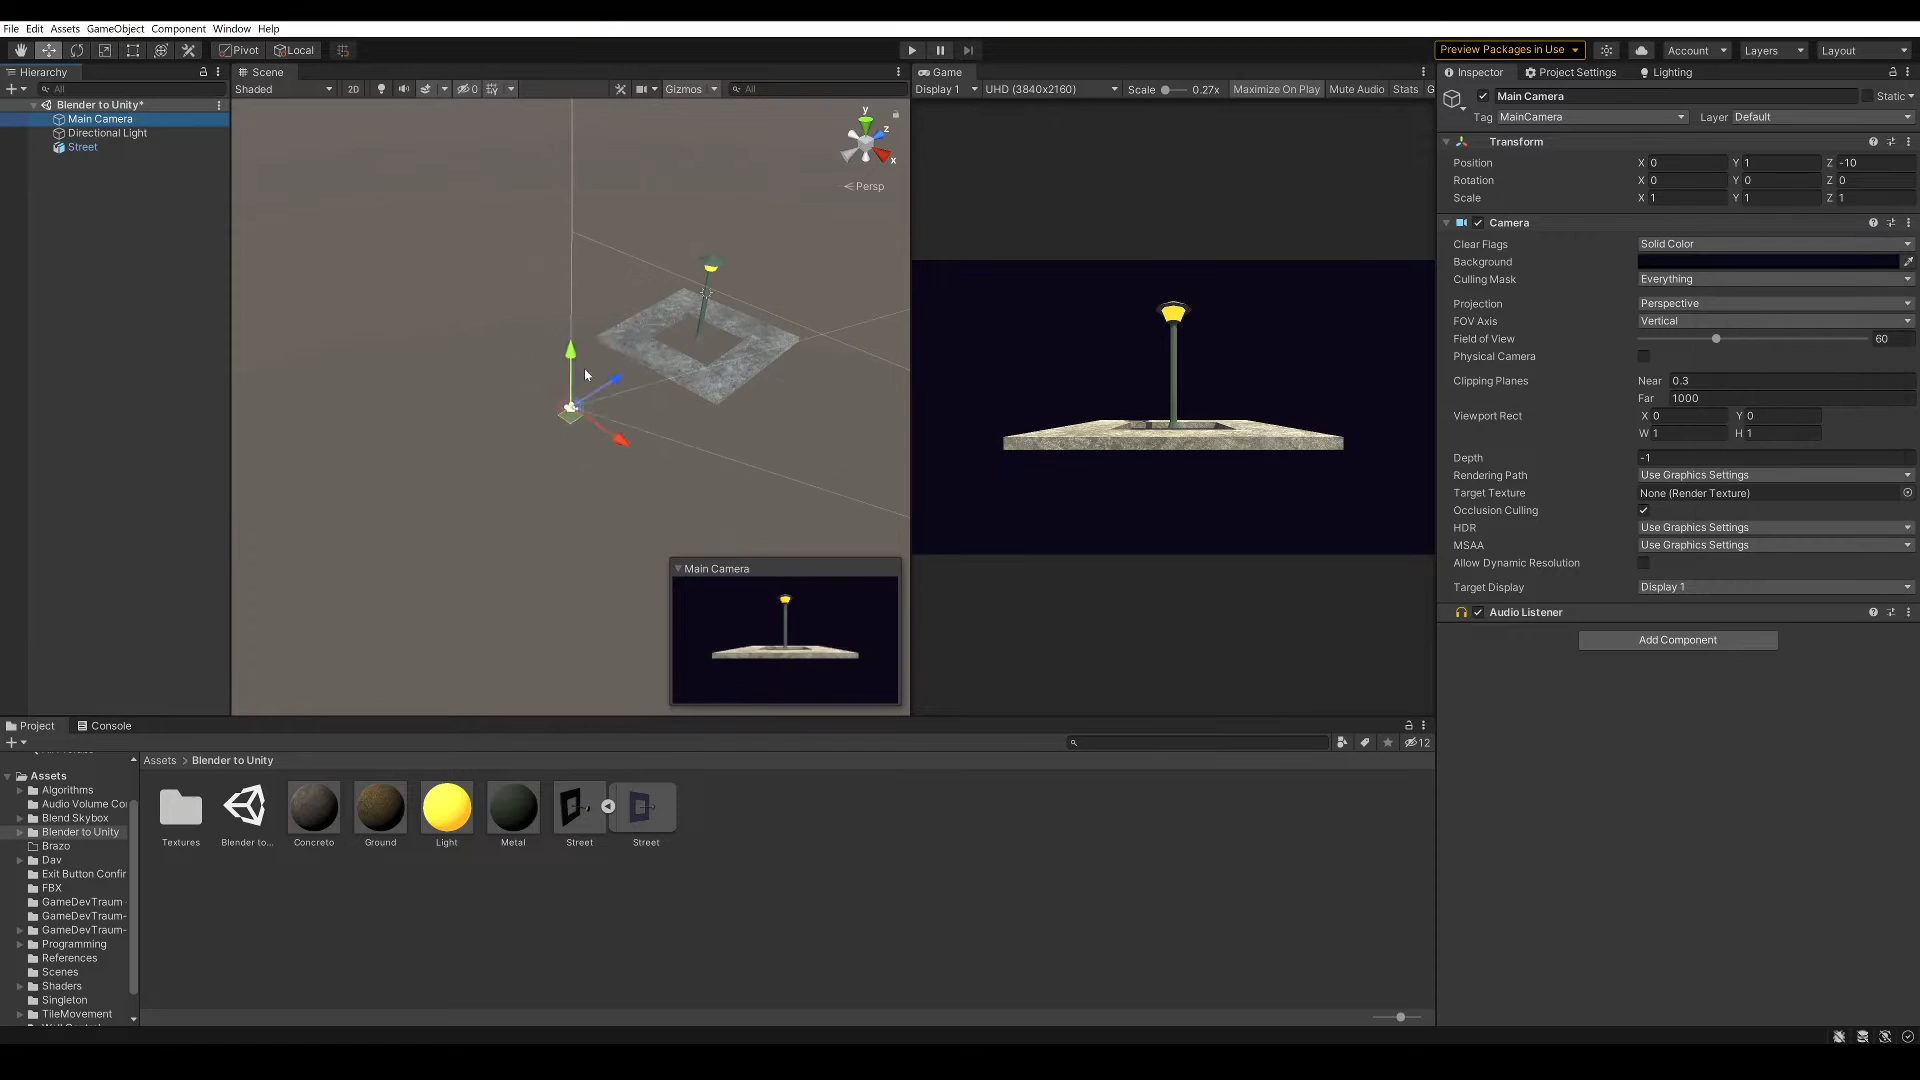 File Edit Assets GameObject Component Window Help
Pivot Local Preview Packages in Use Account Layers Layout
Hierarchy Scene Game Inspector Project Settings Lighting
All Shaded 2D 0 Gizmos All Display 1 UHD (3840x2160) Scale 0.27x Maximize On Play Mute Audio Stats G
Blender to Unity*
Main Camera
Directional Light
Street
y
z
x
Persp
Main Camera
Main Camera Static
Tag MainCamera Layer Default
Transform
Position X 0 Y 1 Z -10
Rotation X 0 Y 0 Z 0
Scale X 1 Y 1 Z 1
Camera
Clear Flags Solid Color
Background
Culling Mask Everything
Projection Perspective
FOV Axis Vertical
Field of View 60
Physical Camera
Clipping Planes Near 0.3
Far 1000
Viewport Rect X 0 Y 0
W 1 H 1
Depth -1
Rendering Path Use Graphics Settings
Target Texture None (Render Texture)
Occlusion Culling
HDR Use Graphics Settings
MSAA Use Graphics Settings
Allow Dynamic Resolution
Target Display Display 1
Audio Listener
Add Component
Project Console
12
Assets > Blender to Unity
Assets
Algorithms
Audio Volume Co
Blend Skybox
Blender to Unity
Brazo
Dav
Exit Button Confir
FBX
GameDevTraum
GameDevTraum-
GameDevTraum-
Programming
References
Scenes
Shaders
Singleton
TileMovement
Textures Blender to... Concreto Ground Light Metal Street Street